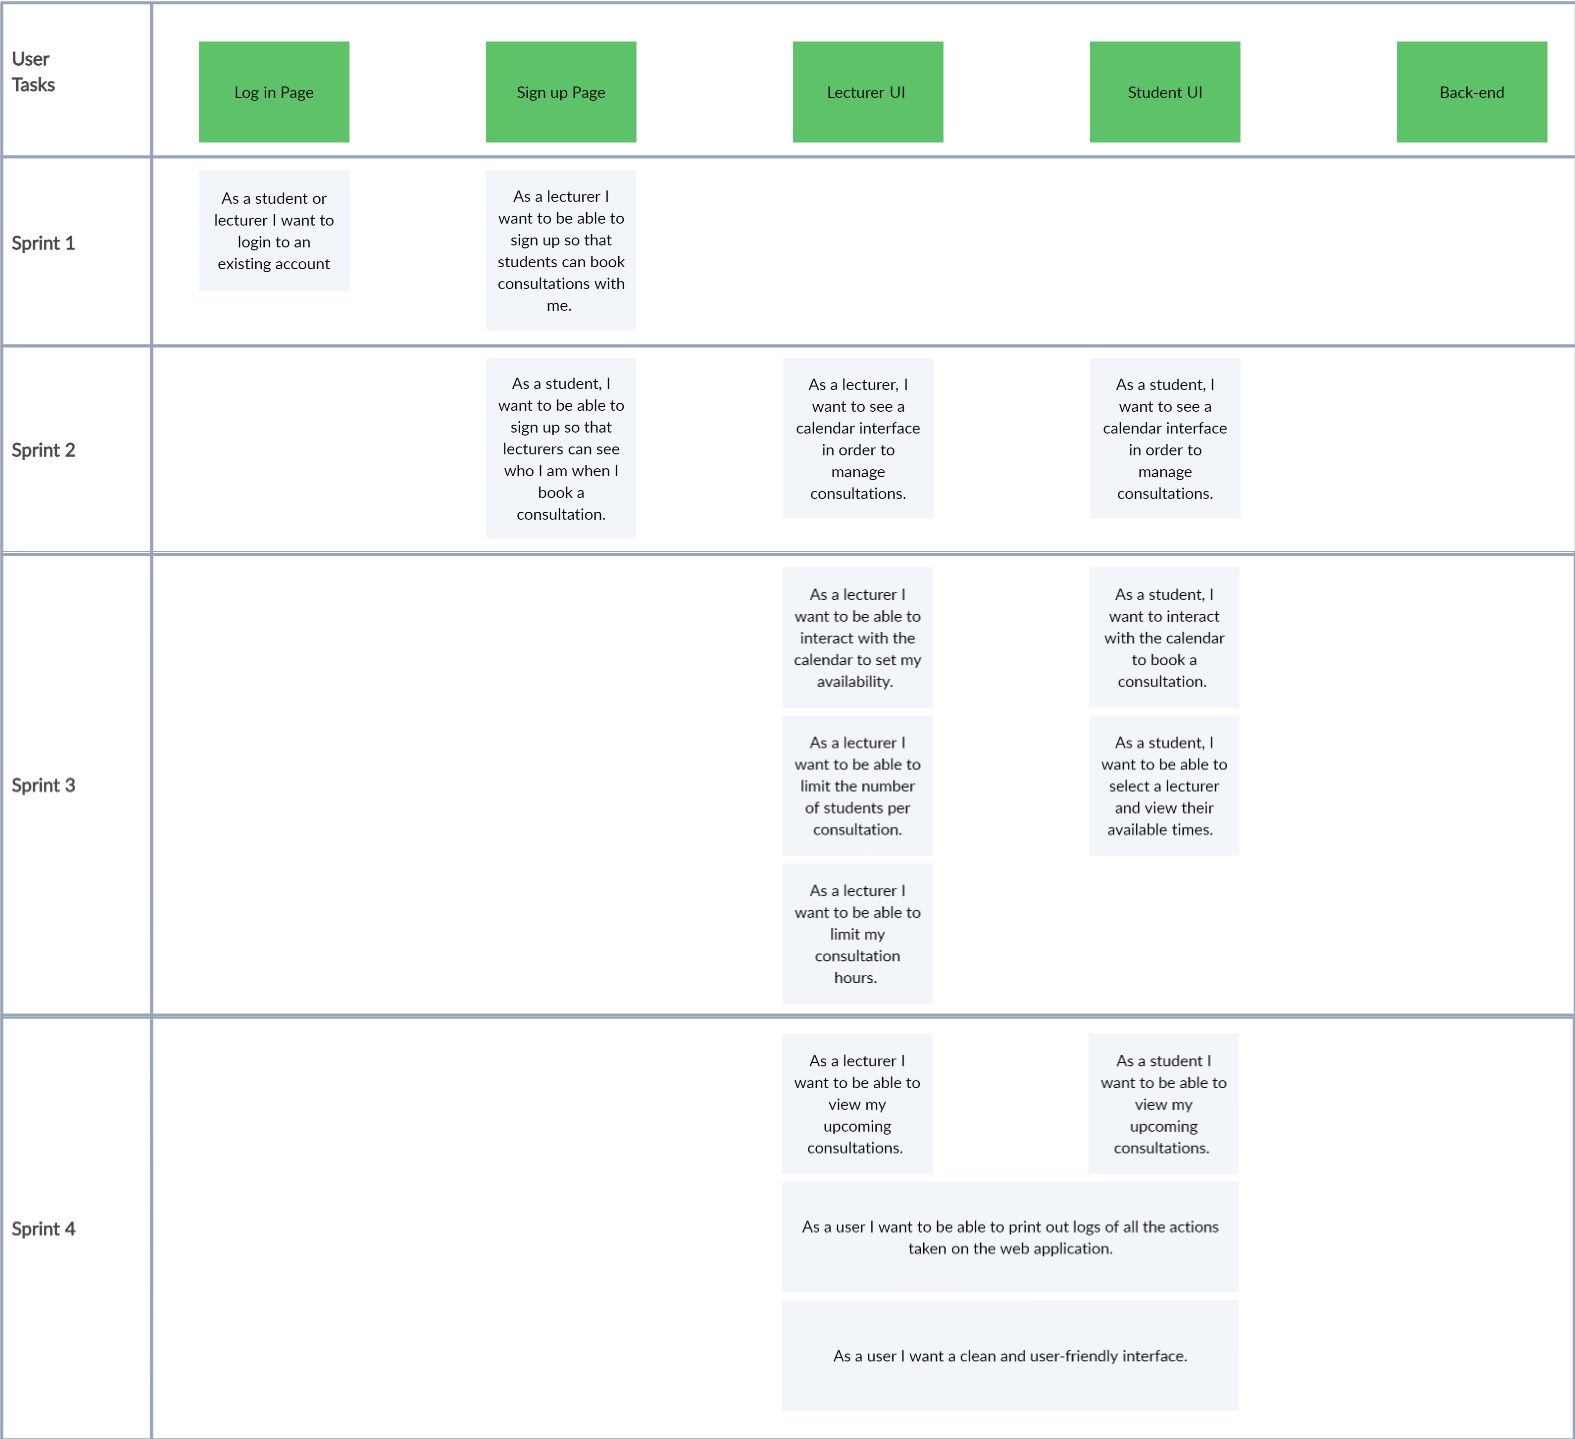 User
Tasks
Log in Page
Sign up Page
Lecturer UI
Student UI
Back-end
Sprint 1
As a student or
lecturer I want to
login to an
existing account
As a lecturer I
want to be able to
sign up so that
students can book
consultations with
me.
Sprint 2
As a student, I
want to be able to
sign up so that
lecturers can see
who I am when I
book a
consultation.
As a lecturer, I
want to see a
calendar interface
in order to
manage
consultations.
As a student, I
want to see a
calendar interface
in order to
manage
consultations.
Sprint 3
As a lecturer I
want to be able to
interact with the
calendar to set my
availability.
As a student, I
want to interact
with the calendar
to book a
consultation.
As a lecturer I
want to be able to
limit the number
of students per
consultation.
As a student, I
want to be able to
select a lecturer
and view their
available times.
As a lecturer I
want to be able to
limit my
consultation
hours.
Sprint 4
As a lecturer I
want to be able to
view my
upcoming
consultations.
As a student I
want to be able to
view my
upcoming
consultations.
As a user I want to be able to print out logs of all the actions
taken on the web application.
As a user I want a clean and user-friendly interface.